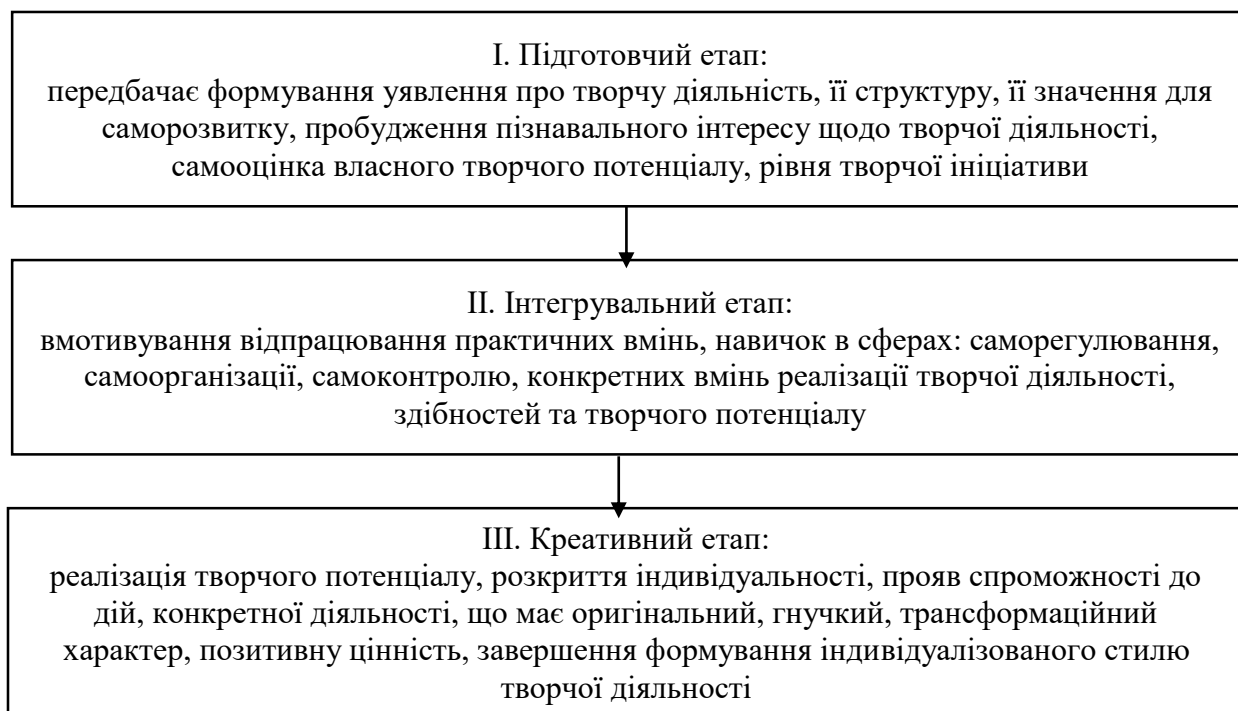 І. Підготовчий етап:
передбачає формування уявлення про творчу діяльність, її структуру, її значення для
саморозвитку, пробудження пізнавального інтересу щодо творчої діяльності,
самооцінка власного творчого потенціалу, рівня творчої ініціативи
ІІ. Інтегрувальний етап:
вмотивування відпрацювання практичних вмінь, навичок в сферах: саморегулювання,
самоорганізації, самоконтролю, конкретних вмінь реалізації творчої діяльності,
здібностей та творчого потенціалу
ІІІ. Креативний етап:
реалізація творчого потенціалу, розкриття індивідуальності, прояв спроможності до
дій, конкретної діяльності, що має оригінальний, гнучкий, трансформаційний
характер, позитивну цінність, завершення формування індивідуалізованого стилю
творчої діяльності